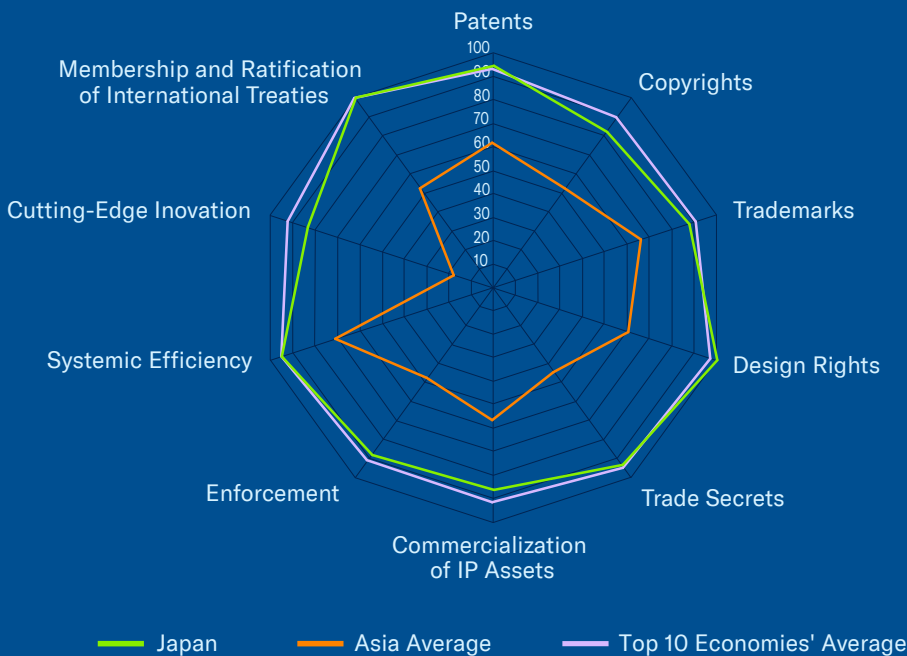 Patents
Copyrights
Trademarks
Design Rights
Trade Secrets
Commercialization
of IP Assets
Enforcement
Systemic Efficiency
Cutting-Edge Inovation
Membership and Ratification
of International Treaties
100
90
80
70
60
50
40
30
20
10
Japan
Asia Average
Top 10 Economies' Average